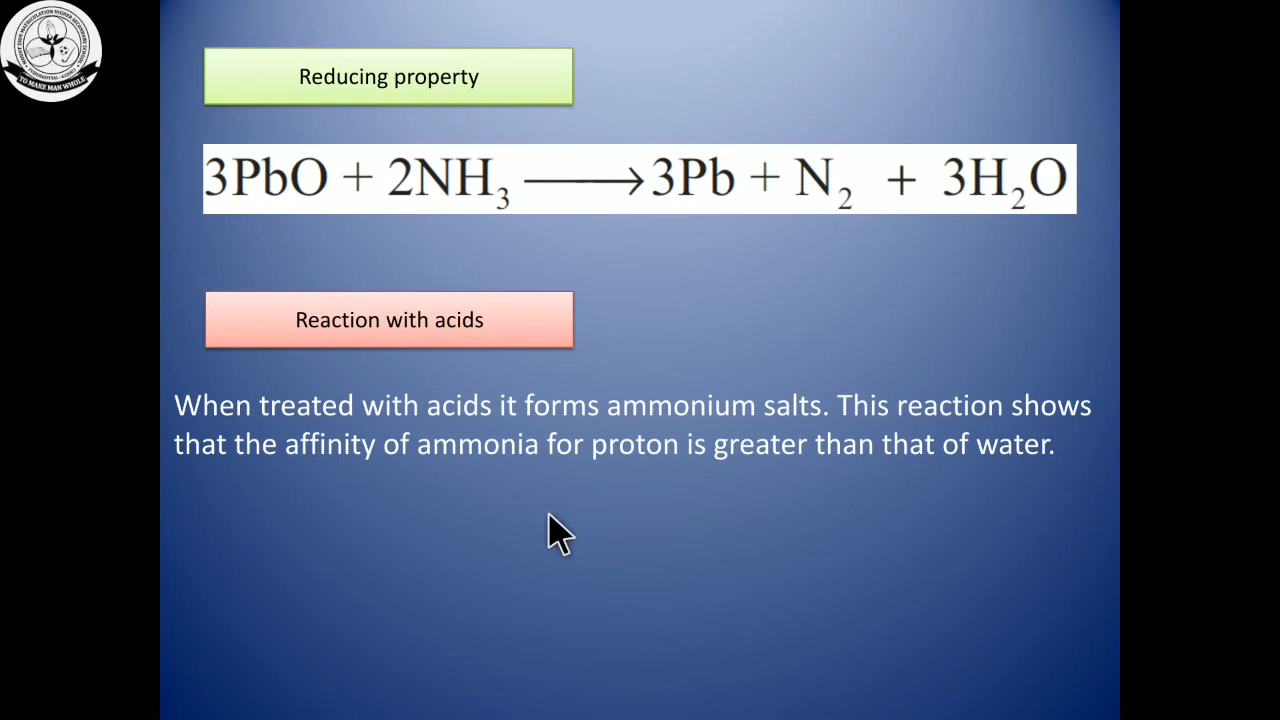 TO MAKE MAN WHOLE
Reducing property
3PbO + 2NH₃ ⟶ 3Pb + N₂ + 3H₂O
Reaction with acids
When treated with acids it forms ammonium salts. This reaction shows
that the affinity of ammonia for proton is greater than that of water.